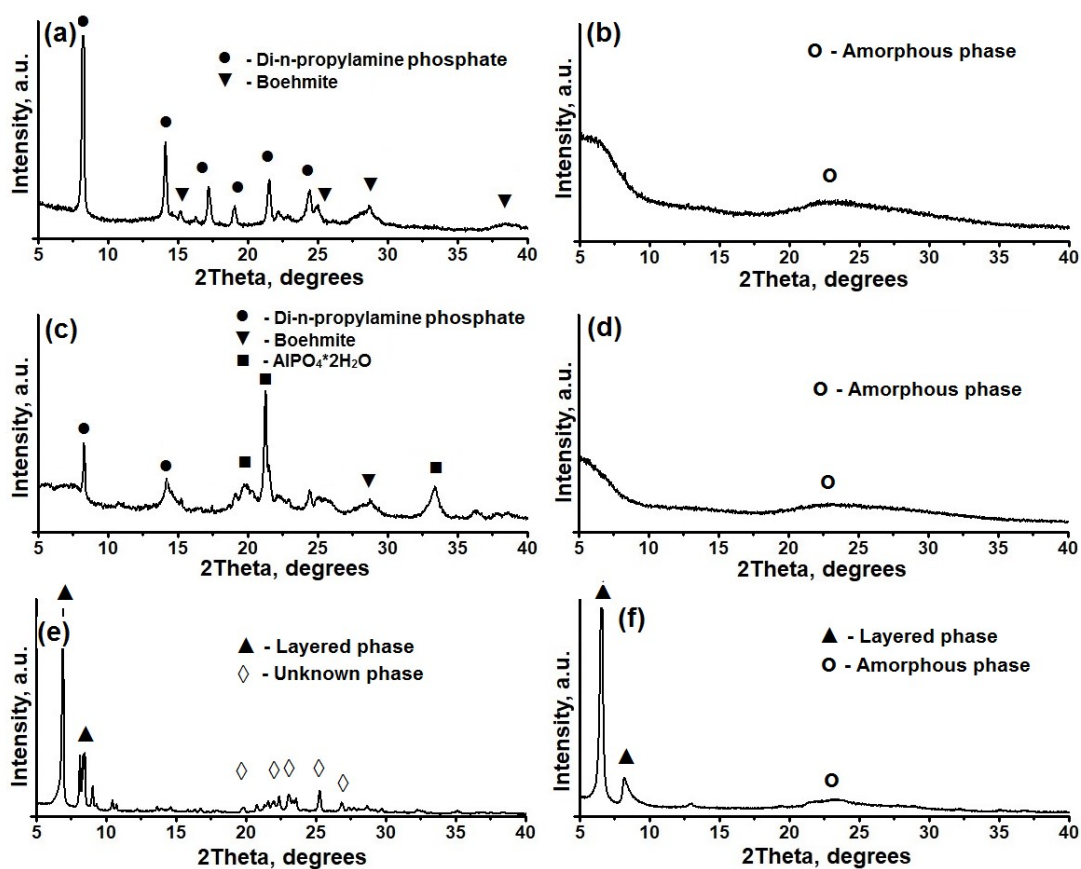 (a)
● - Di-n-propylamine phosphate
▼ - Boehmite
Intensity, a.u.
5 10 15 20 25 30 35 40
2Theta, degrees
(b)
O - Amorphous phase
Intensity, a.u.
5 10 15 20 25 30 35 40
2Theta, degrees
(c)
● - Di-n-propylamine phosphate
▼ - Boehmite
■ - AlPO₄*2H₂O
Intensity, a.u.
5 10 15 20 25 30 35 40
2Theta, degrees
(d)
O - Amorphous phase
Intensity, a.u.
5 10 15 20 25 30 35 40
2Theta, degrees
(e)
▲ - Layered phase
◇ - Unknown phase
Intensity, a.u.
5 10 15 20 25 30 35 40
2Theta, degrees
(f)
▲ - Layered phase
O - Amorphous phase
Intensity, a.u.
5 10 15 20 25 30 35 40
2Theta, degrees